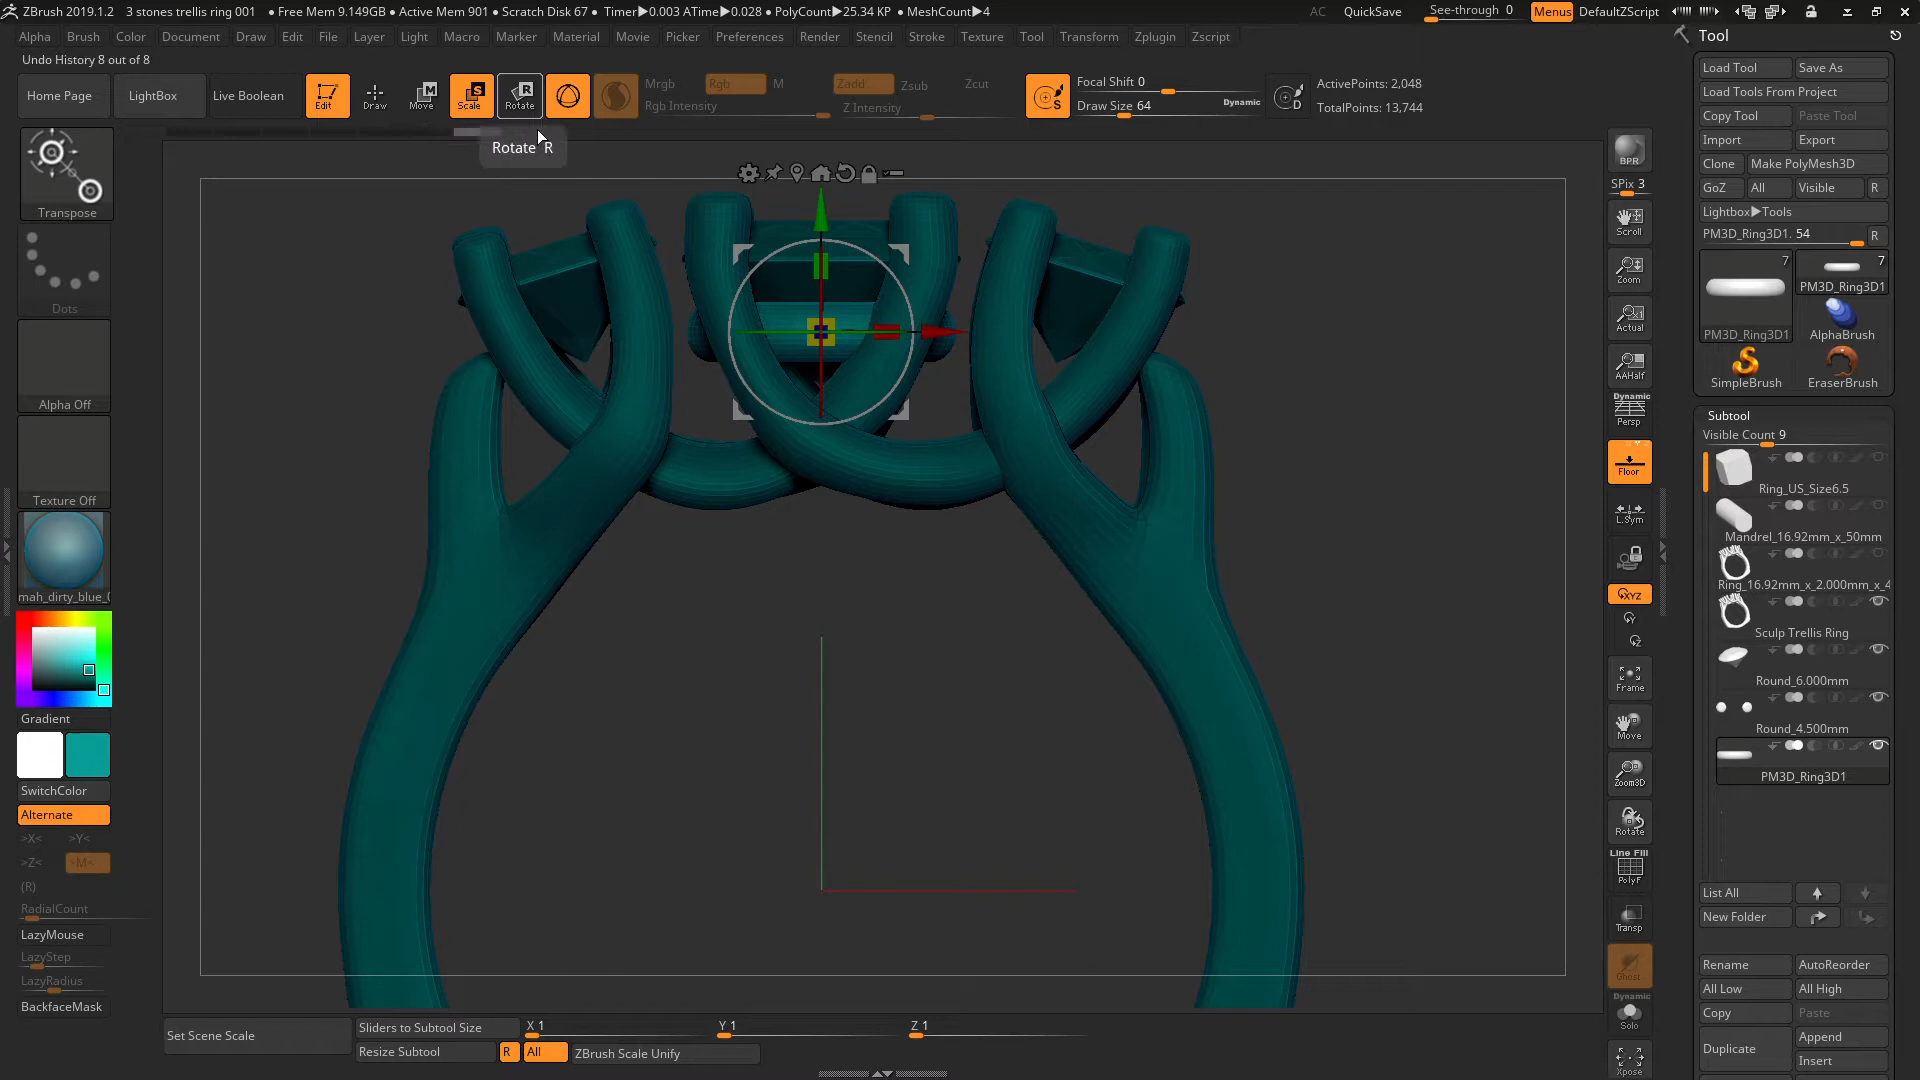 ZBrush 2019.1.2 3 stones trellis ring 001 • Free Mem 9.149GB • Active Mem 901 • Scratch Disk 67 • Timer▶0.003 ATime▶0.028 • PolyCount▶25.34 KP • MeshCount▶4 AC QuickSave See-through 0 Menus DefaultZScript
Alpha Brush Color Document Draw Edit File Layer Light Macro Marker Material Movie Picker Preferences Render Stencil Stroke Texture Tool Transform Zplugin Zscript
Undo History 8 out of 8
Home Page LightBox Live Boolean Edit Draw Move Scale Rotate
Mrgb Rgb M Zadd Zsub Zcut
Rgb Intensity Z Intensity
Focal Shift 0
Draw Size 64 Dynamic
ActivePoints: 2,048
TotalPoints: 13,744
Rotate R
Transpose
Dots
Alpha Off
Texture Off
mah_dirty_blue_0
Gradient
SwitchColor
Alternate
>X< >Y<
>Z< >M<
(R)
RadialCount
LazyMouse
LazyStep
LazyRadius
BackfaceMask
Set Scene Scale
Sliders to Subtool Size X 1 Y 1 Z 1
Resize Subtool R All ZBrush Scale Unify
BPR
SPix 3
Scroll
Zoom
Actual
AAHalf
Dynamic
Persp
Floor
L.Sym
XYZ
Y
Z
Frame
Move
Zoom3D
Rotate
Line Fill
PolyF
Transp
Ghost
Dynamic
Solo
Xpose
Tool
Load Tool Save As
Load Tools From Project
Copy Tool Paste Tool
Import Export
Clone Make PolyMesh3D
GoZ All Visible R
Lightbox▶Tools
PM3D_Ring3D1. 54 R
7 7
PM3D_Ring3D1
AlphaBrush
PM3D_Ring3D1
SimpleBrush EraserBrush
Subtool
Visible Count 9
Ring_US_Size6.5
Mandrel_16.92mm_x_50mm
Ring_16.92mm_x_2.000mm_x_4
Sculp Trellis Ring
Round_6.000mm
Round_4.500mm
PM3D_Ring3D1
List All
New Folder
Rename AutoReorder
All Low All High
Copy Paste
Duplicate Append
Insert